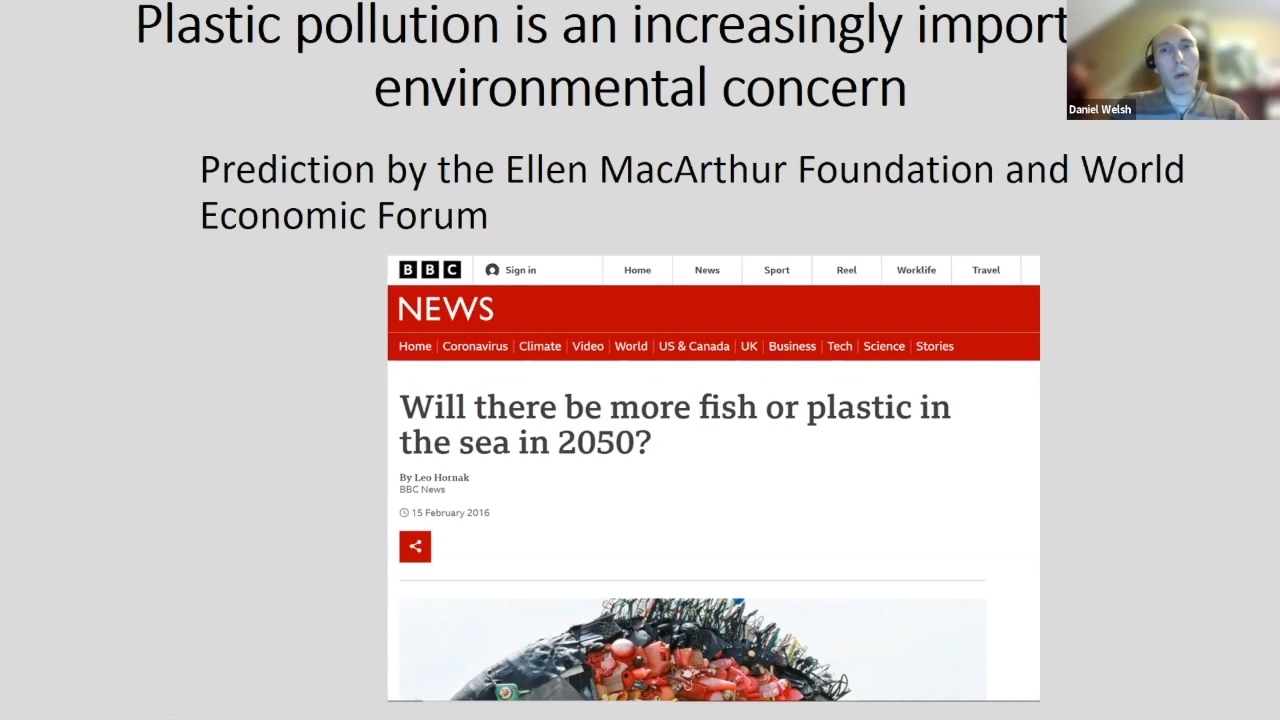 Plastic pollution is an increasingly import
environmental concern
Daniel Welsh
Prediction by the Ellen MacArthur Foundation and World
Economic Forum
BBC Sign in Home News Sport Reel Worklife Travel
NEWS
Home Coronavirus Climate Video World US & Canada UK Business Tech Science Stories
Will there be more fish or plastic in
the sea in 2050?
By Leo Hornak
BBC News
15 February 2016